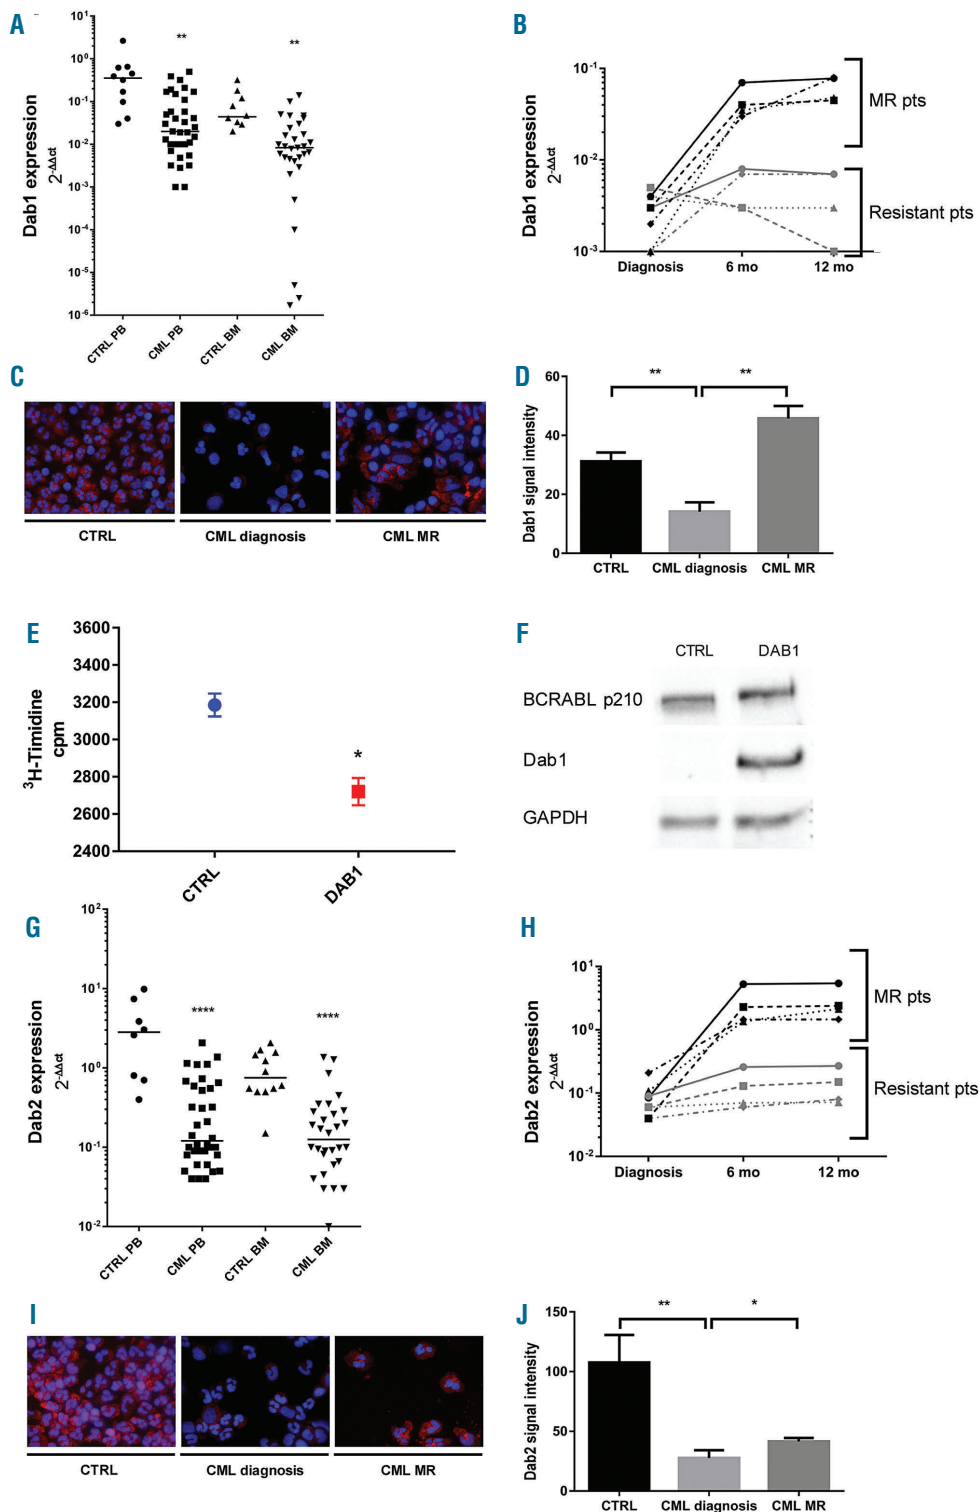 A
Dab1 expression
2-ΔΔct
10¹
10⁰
10-¹
10-²
10-³
10-⁴
10-⁵
10-⁶
**
**
CTRL PB
CML PB
CTRL BM
CML BM
B
Dab1 expression
2-ΔΔct
10-¹
10-²
10-³
Diagnosis
6 mo
12 mo
MR pts
Resistant pts
C
CTRL
CML diagnosis
CML MR
D
Dab1 signal intensity
60
40
20
0
**
**
CTRL
CML diagnosis
CML MR
E
³H-Timidine
cpm
3600
3400
3200
3000
2800
2600
2400
*
CTRL
DAB1
F
CTRL
DAB1
BCRABL p210
Dab1
GAPDH
G
Dab2 expression
2-ΔΔct
10²
10¹
10⁰
10-¹
10-²
****
****
CTRL PB
CML PB
CTRL BM
CML BM
H
Dab2 expression
2-ΔΔct
10¹
10⁰
10-¹
10-²
Diagnosis
6 mo
12 mo
MR pts
Resistant pts
I
CTRL
CML diagnosis
CML MR
J
Dab2 signal intensity
150
100
50
0
**
*
CTRL
CML diagnosis
CML MR